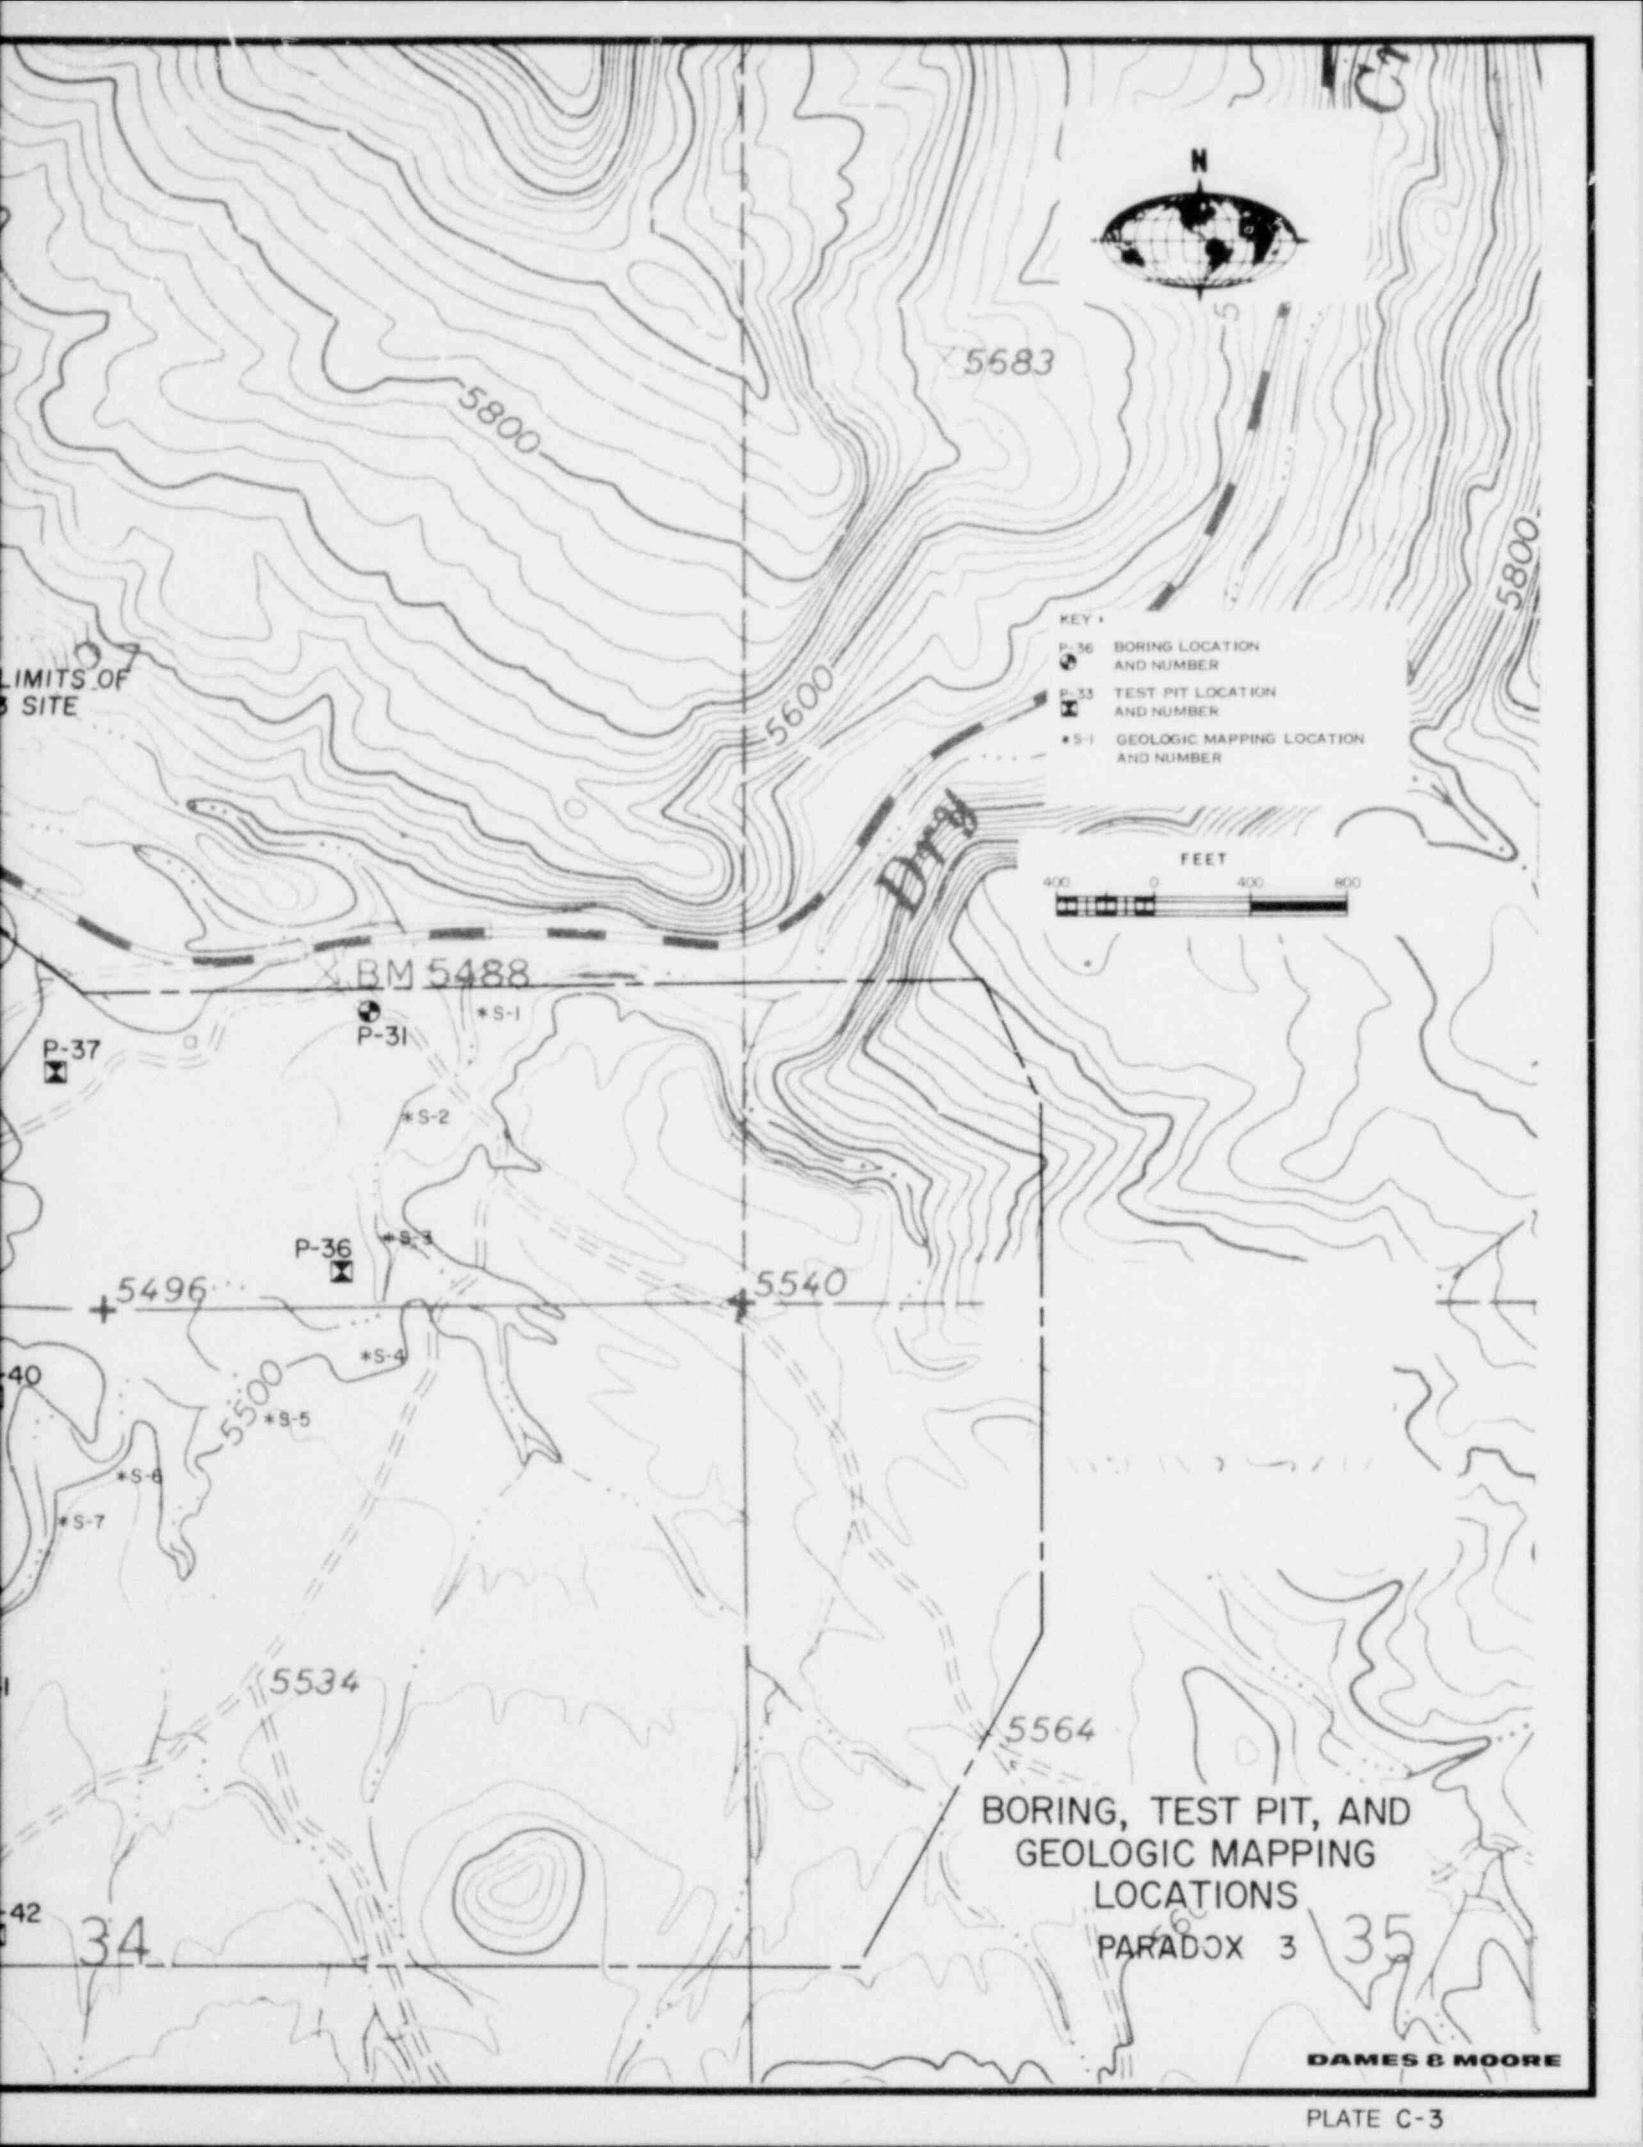 Cr
N
5
5683
5800
5800
LIMITS OF
3 SITE
KEY:
P-36 BORING LOCATION
AND NUMBER
P-33 TEST PIT LOCATION
AND NUMBER
*S-1 GEOLOGIC MAPPING LOCATION
AND NUMBER
5600
Dry
FEET
400 0 400 800
BM 5488
*S-1
P-31
P-37
*S-2
*S-3
P-36
5496
5540
*S-4
-40
5500
*S-5
*S-6
*S-7
5534
5564
BORING, TEST PIT, AND
GEOLOGIC MAPPING
LOCATIONS
PARADOX 3
-42
34
35
DAMES & MOORE
PLATE C-3